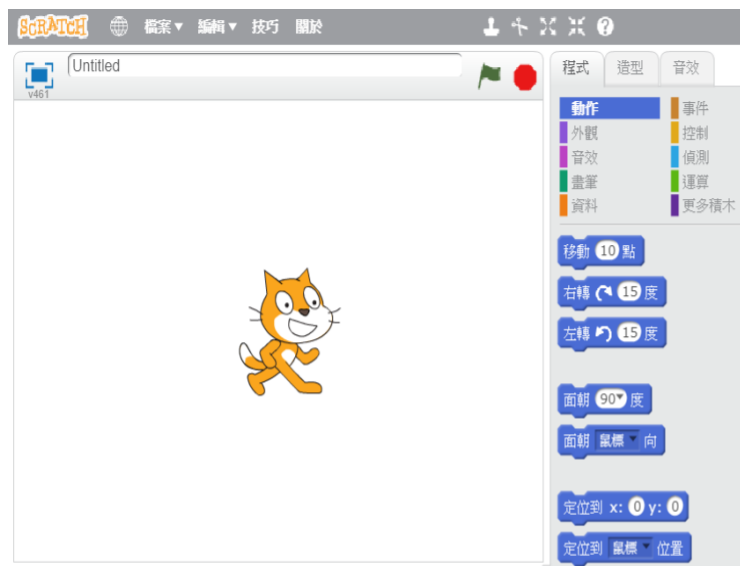 SCRATCH 檔案▼ 編輯▼ 技巧 關於
v461
Untitled
程式 造型 音效
動作 事件
外觀 控制
音效 偵測
畫筆 運算
資料 更多積木
移動 10 點
右轉 15 度
左轉 15 度
面朝 90▼ 度
面朝 鼠標 向
定位到 x: 0 y: 0
定位到 鼠標 位置